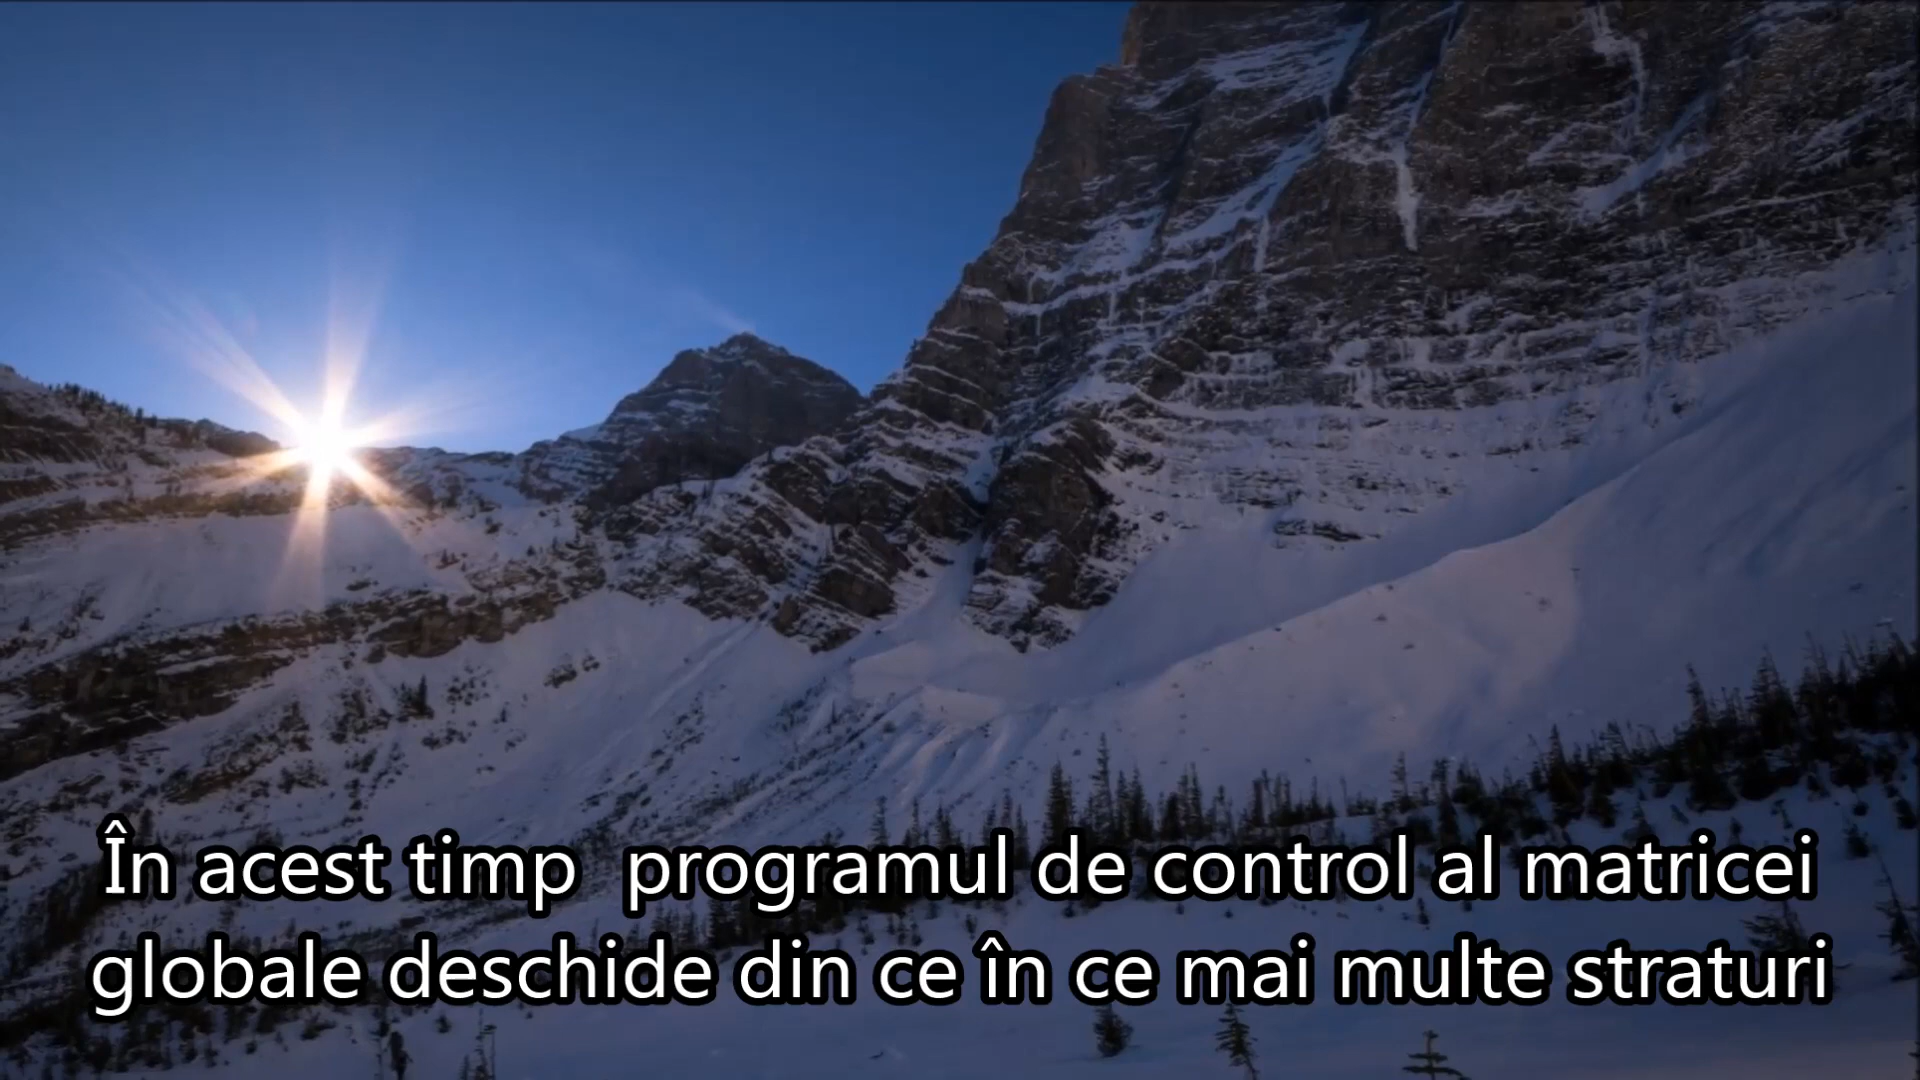 În acest timp  programul de control al matricei
globale deschide din ce în ce mai multe straturi